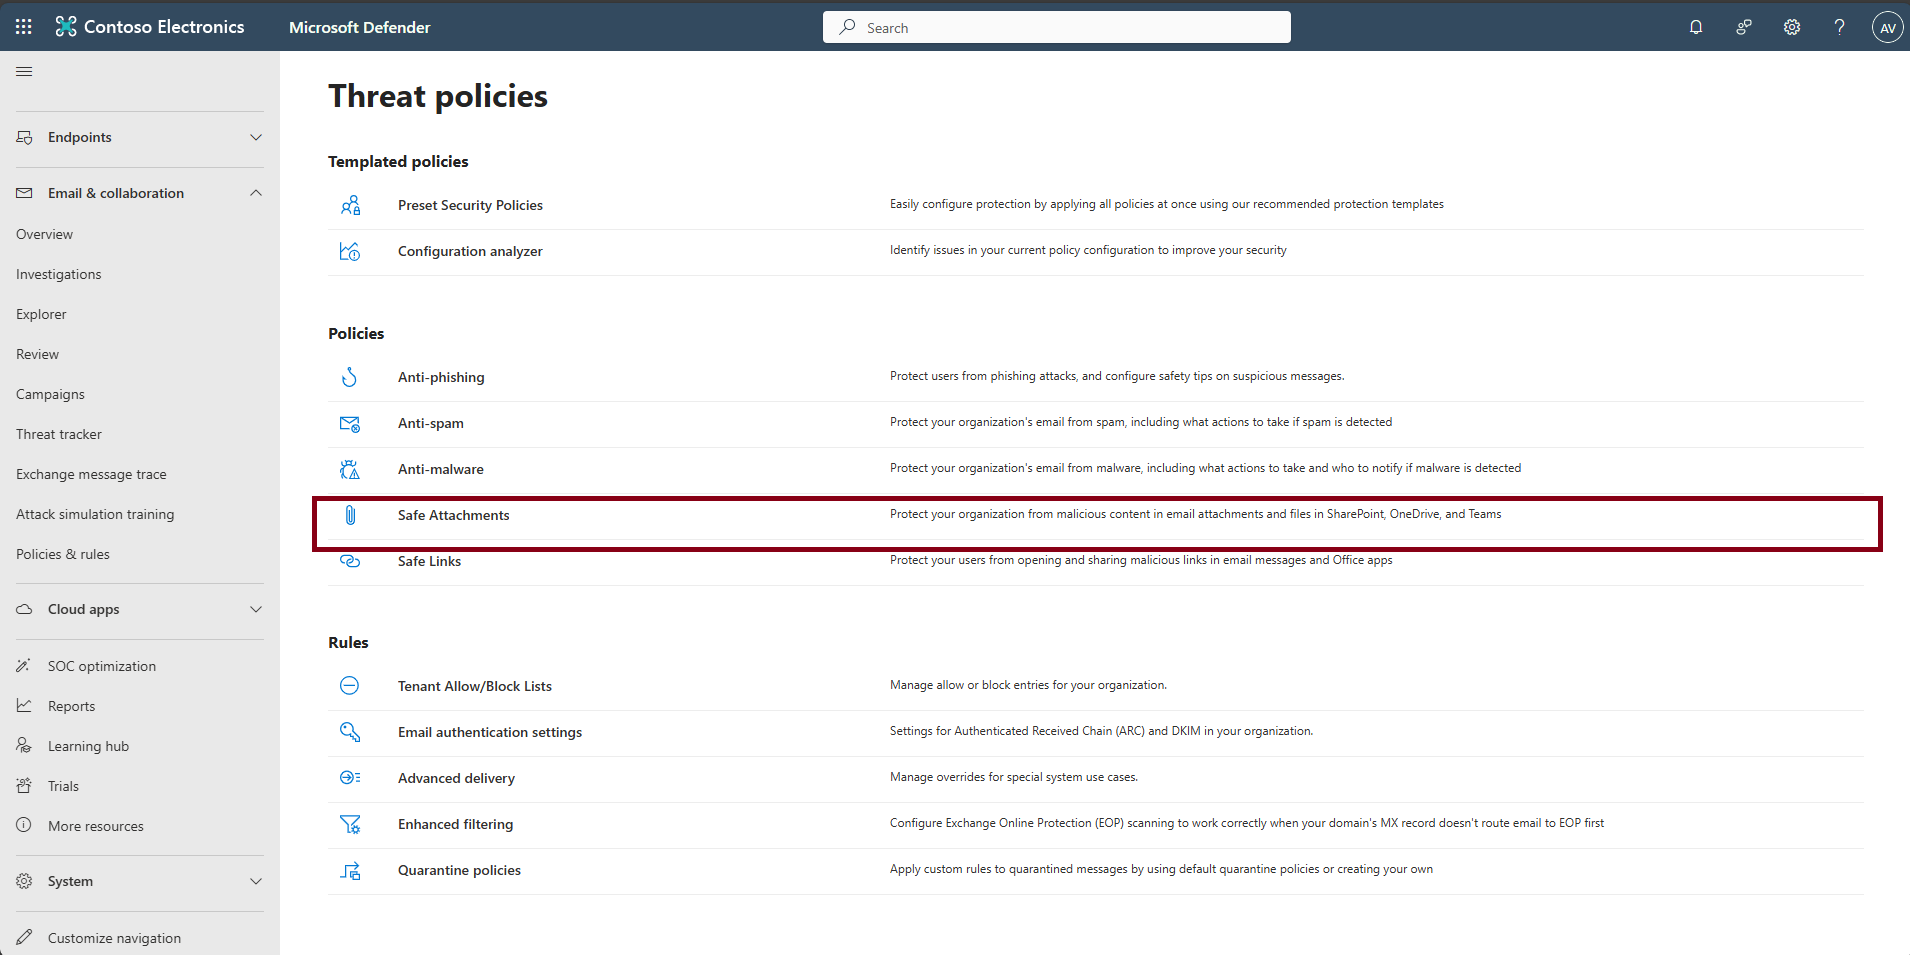 Contoso Electronics
Microsoft Defender
Search
AV
Endpoints
Email & collaboration
Overview
Investigations
Explorer
Review
Campaigns
Threat tracker
Exchange message trace
Attack simulation training
Policies & rules
Cloud apps
SOC optimization
Reports
Learning hub
Trials
More resources
System
Customize navigation
Threat policies
Templated policies
Preset Security Policies
Easily configure protection by applying all policies at once using our recommended protection templates
Configuration analyzer
Identify issues in your current policy configuration to improve your security
Policies
Anti-phishing
Protect users from phishing attacks, and configure safety tips on suspicious messages.
Anti-spam
Protect your organization's email from spam, including what actions to take if spam is detected
Anti-malware
Protect your organization's email from malware, including what actions to take and who to notify if malware is detected
Safe Attachments
Protect your organization from malicious content in email attachments and files in SharePoint, OneDrive, and Teams
Safe Links
Protect your users from opening and sharing malicious links in email messages and Office apps
Rules
Tenant Allow/Block Lists
Manage allow or block entries for your organization.
Email authentication settings
Settings for Authenticated Received Chain (ARC) and DKIM in your organization.
Advanced delivery
Manage overrides for special system use cases.
Enhanced filtering
Configure Exchange Online Protection (EOP) scanning to work correctly when your domain's MX record doesn't route email to EOP first
Quarantine policies
Apply custom rules to quarantined messages by using default quarantine policies or creating your own